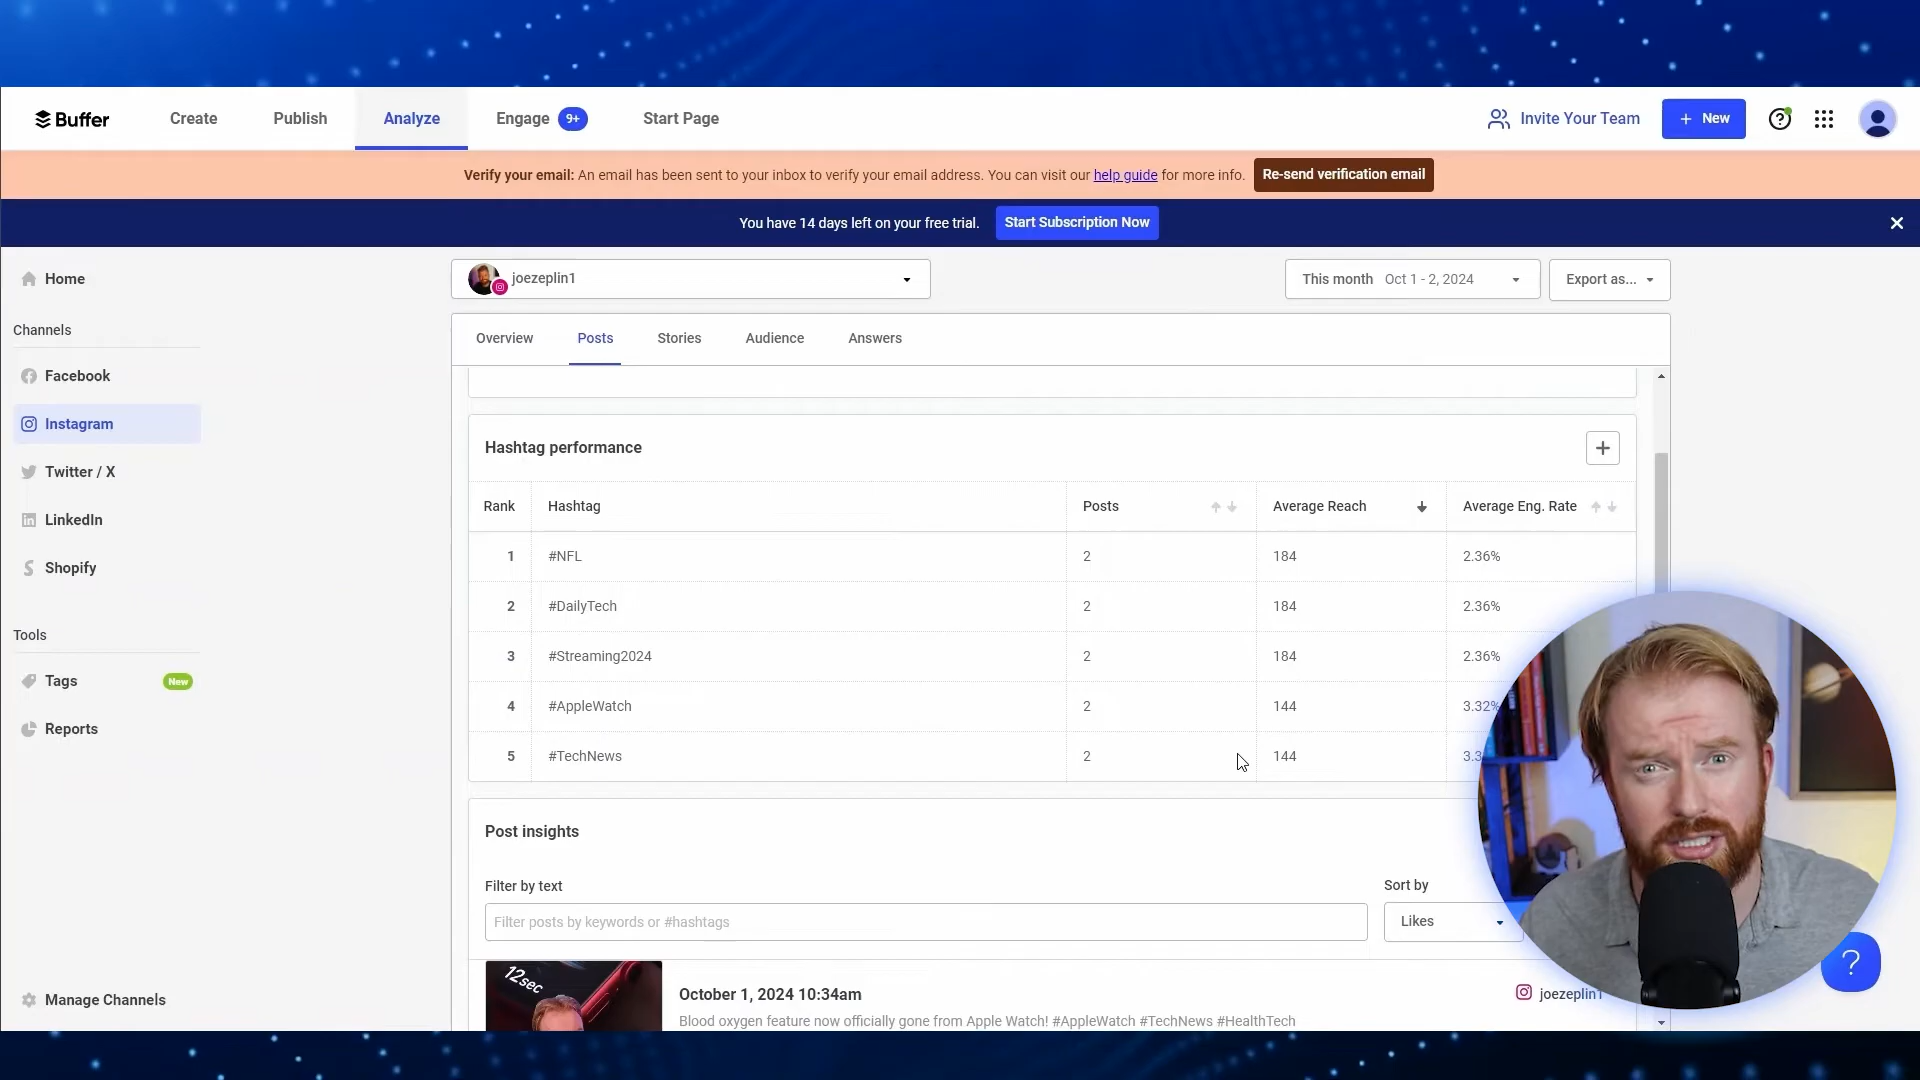 Buffer
Create
Publish
Analyze
Engage 9+
Start Page
Invite Your Team
+ New
Verify your email: An email has been sent to your inbox to verify your email address. You can visit our help guide for more info. Re-send verification email
You have 14 days left on your free trial. Start Subscription Now
Home
joezeplin1
This month Oct 1 - 2, 2024
Export as...
Channels
Facebook
Instagram
Twitter / X
LinkedIn
Shopify
Tools
Tags New
Reports
Manage Channels
Overview Posts Stories Audience Answers
Hashtag performance
Rank Hashtag Posts Average Reach Average Eng. Rate
1 #NFL 2 184 2.36%
2 #DailyTech 2 184 2.36%
3 #Streaming2024 2 184 2.36%
4 #AppleWatch 2 144 3.32%
5 #TechNews 2 144
Post insights
Filter by text
Sort by
Filter posts by keywords or #hashtags
Likes
12sec
October 1, 2024 10:34am
joezeplin1
Blood oxygen feature now officially gone from Apple Watch! #AppleWatch #TechNews #HealthTech